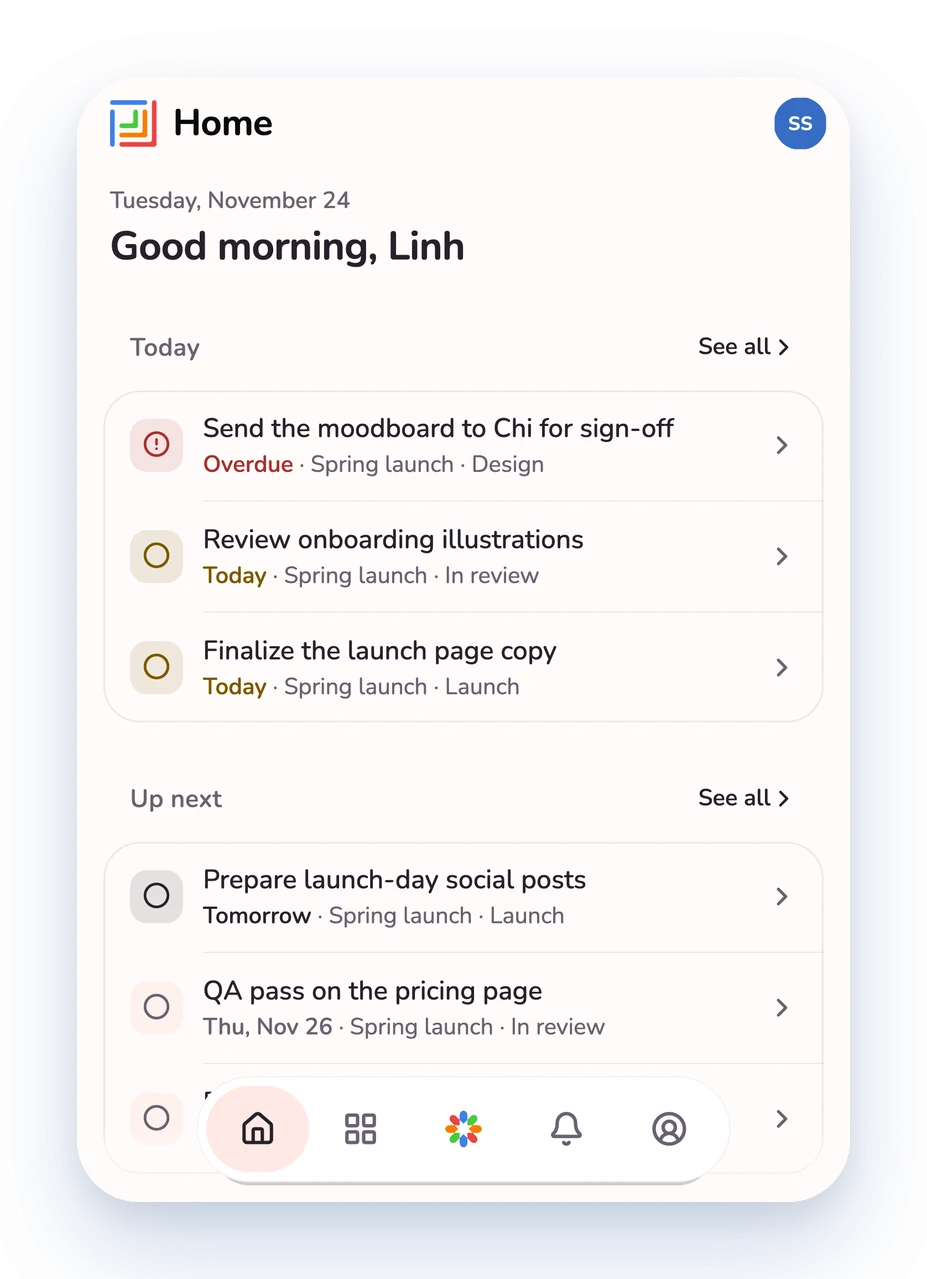 Home
SS
Tuesday, November 24
Good morning, Linh
Today
See all
Send the moodboard to Chi for sign-off
Overdue · Spring launch · Design
Review onboarding illustrations
Today · Spring launch · In review
Finalize the launch page copy
Today · Spring launch · Launch
Up next
See all
Prepare launch-day social posts
Tomorrow · Spring launch · Launch
QA pass on the pricing page
Thu, Nov 26 · Spring launch · In review